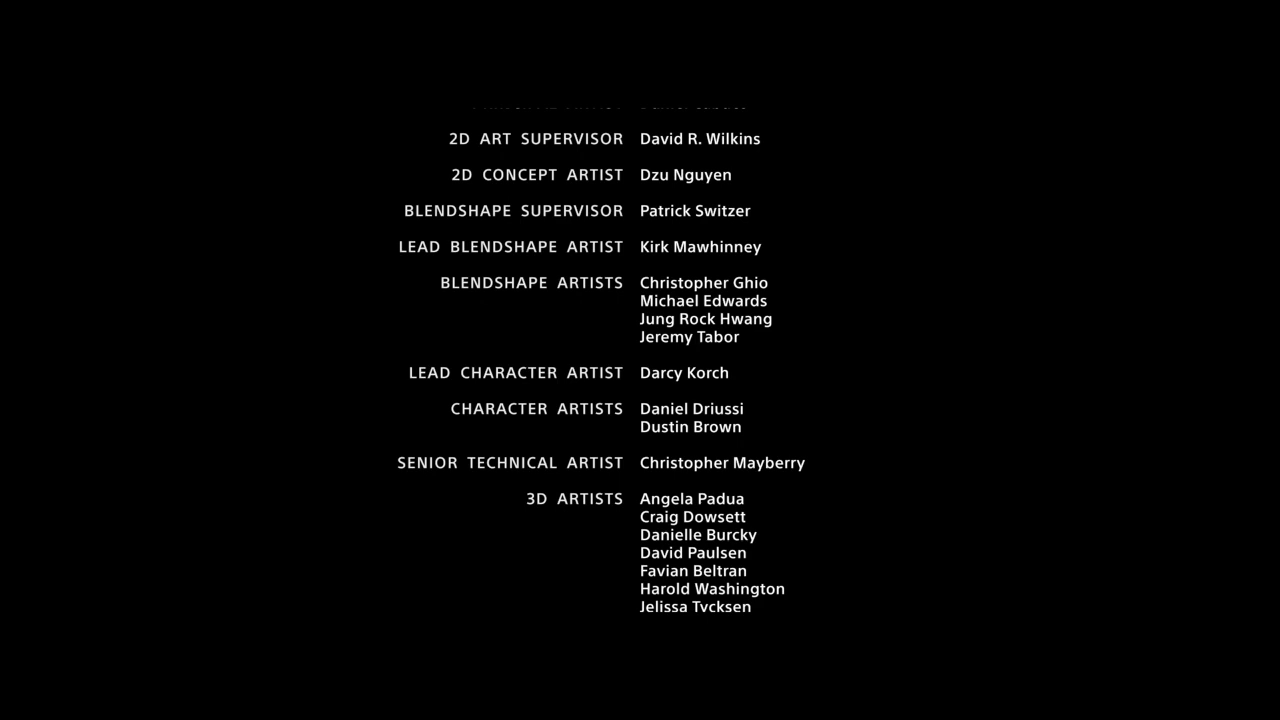 2D ART SUPERVISOR David R. Wilkins
2D CONCEPT ARTIST Dzu Nguyen
BLENDSHAPE SUPERVISOR Patrick Switzer
LEAD BLENDSHAPE ARTIST Kirk Mawhinney
BLENDSHAPE ARTISTS Christopher Ghio
Michael Edwards
Jung Rock Hwang
Jeremy Tabor
LEAD CHARACTER ARTIST Darcy Korch
CHARACTER ARTISTS Daniel Driussi
Dustin Brown
SENIOR TECHNICAL ARTIST Christopher Mayberry
3D ARTISTS Angela Padua
Craig Dowsett
Danielle Burcky
David Paulsen
Favian Beltran
Harold Washington
Jelissa Tycksen